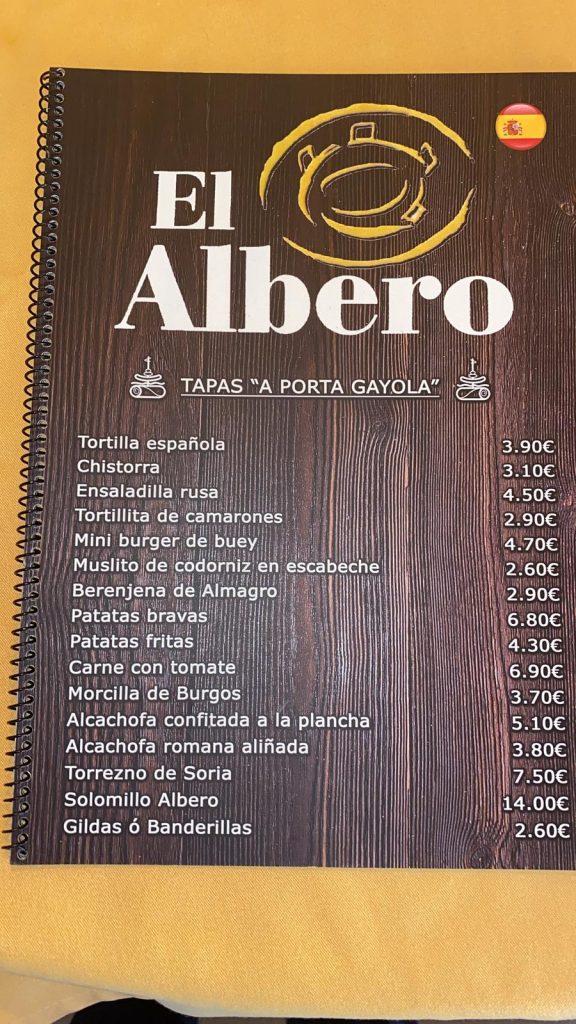 El
Albero
TAPAS "A PORTA GAYOLA"
Tortilla española 3.90€
Chistorra 3.10€
Ensaladilla rusa 4.50€
Tortillita de camarones 2.90€
Mini burger de buey 4.70€
Muslito de codorniz en escabeche 2.60€
Berenjena de Almagro 2.90€
Patatas bravas 6.80€
Patatas fritas 4.30€
Carne con tomate 6.90€
Morcilla de Burgos 3.70€
Alcachofa confitada a la plancha 5.10€
Alcachofa romana aliñada 3.80€
Torrezno de Soria 7.50€
Solomillo Albero 14.00€
Gildas ó Banderillas 2.60€